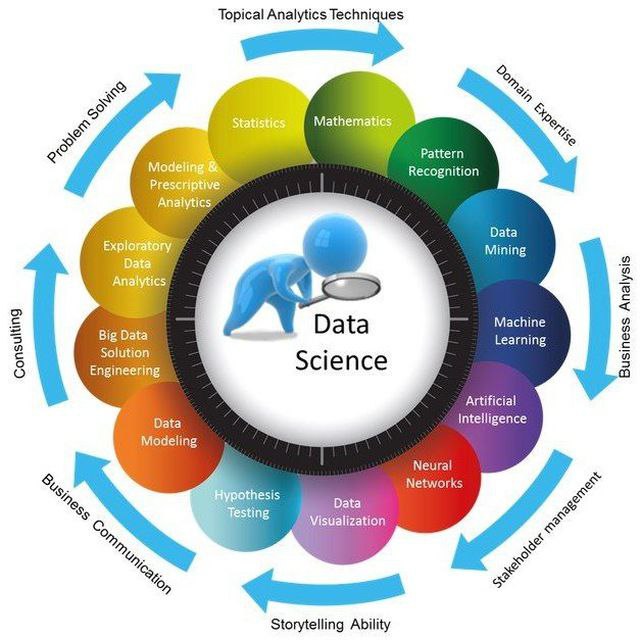 Topical Analytics Techniques
Domain Expertise
Business Analysis
Stakeholder management
Storytelling Ability
Business Communication
Consulting
Problem Solving
Statistics
Mathematics
Pattern
Recognition
Data
Mining
Machine
Learning
Artificial
Intelligence
Neural
Networks
Data
Visualization
Hypothesis
Testing
Data
Modeling
Big Data
Solution
Engineering
Exploratory
Data
Analytics
Modeling &
Prescriptive
Analytics
Data
Science